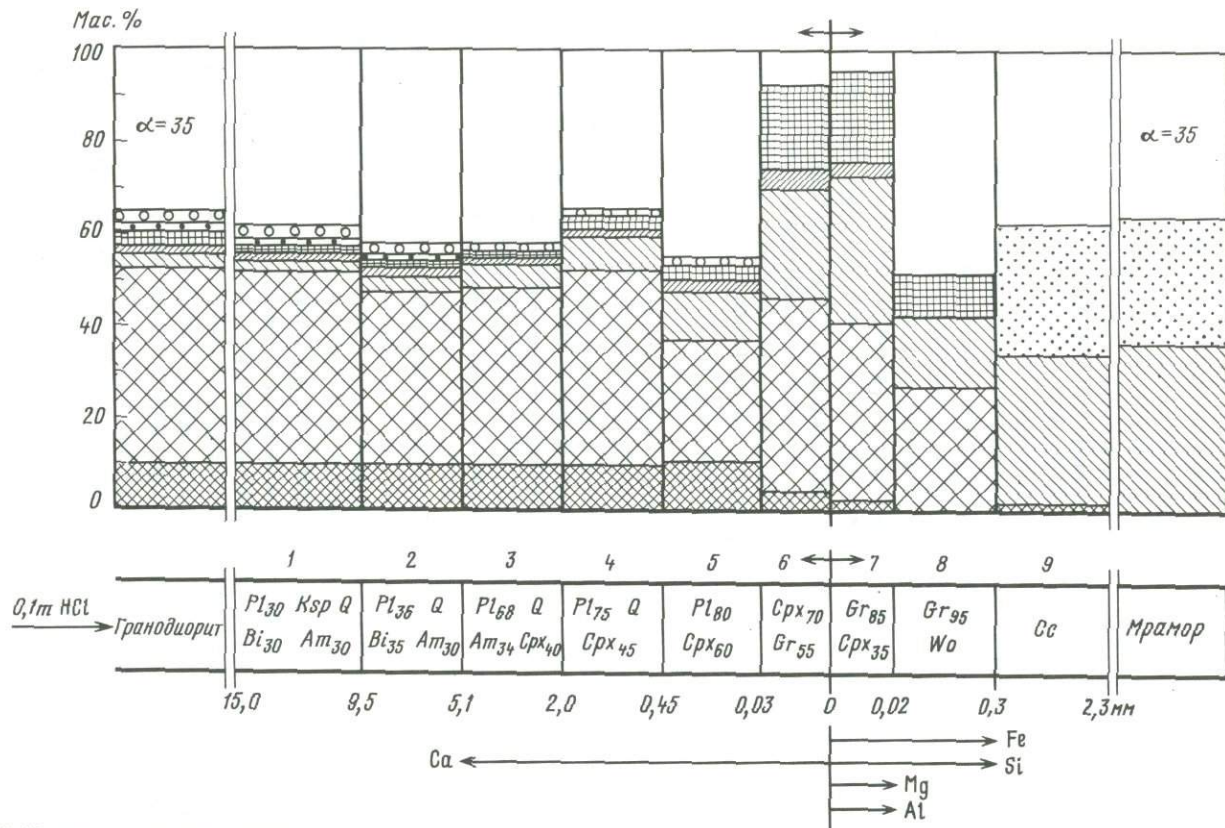 Мас. %
100
80
60
40
20
0
α = 35
α = 35
1 2 3 4 5 6 7 8 9
0,1m HCl
Гранодиорит
Pl₃₀ Ksp Q
Bi₃₀ Am₃₀
Pl₃₆ Q
Bi₃₅ Am₃₀
Pl₆₈ Q
Am₃₄ Cpx₄₀
Pl₇₅ Q
Cpx₄₅
Pl₈₀
Cpx₆₀
Cpx₇₀
Gr₅₅
Gr₈₅
Cpx₃₅
Gr₉₅
Wo
Cc
Мрамор
15,0 9,5 5,1 2,0 0,45 0,03 0 0,02 0,3 2,3 мм
Fe
Ca Si
Mg
Al